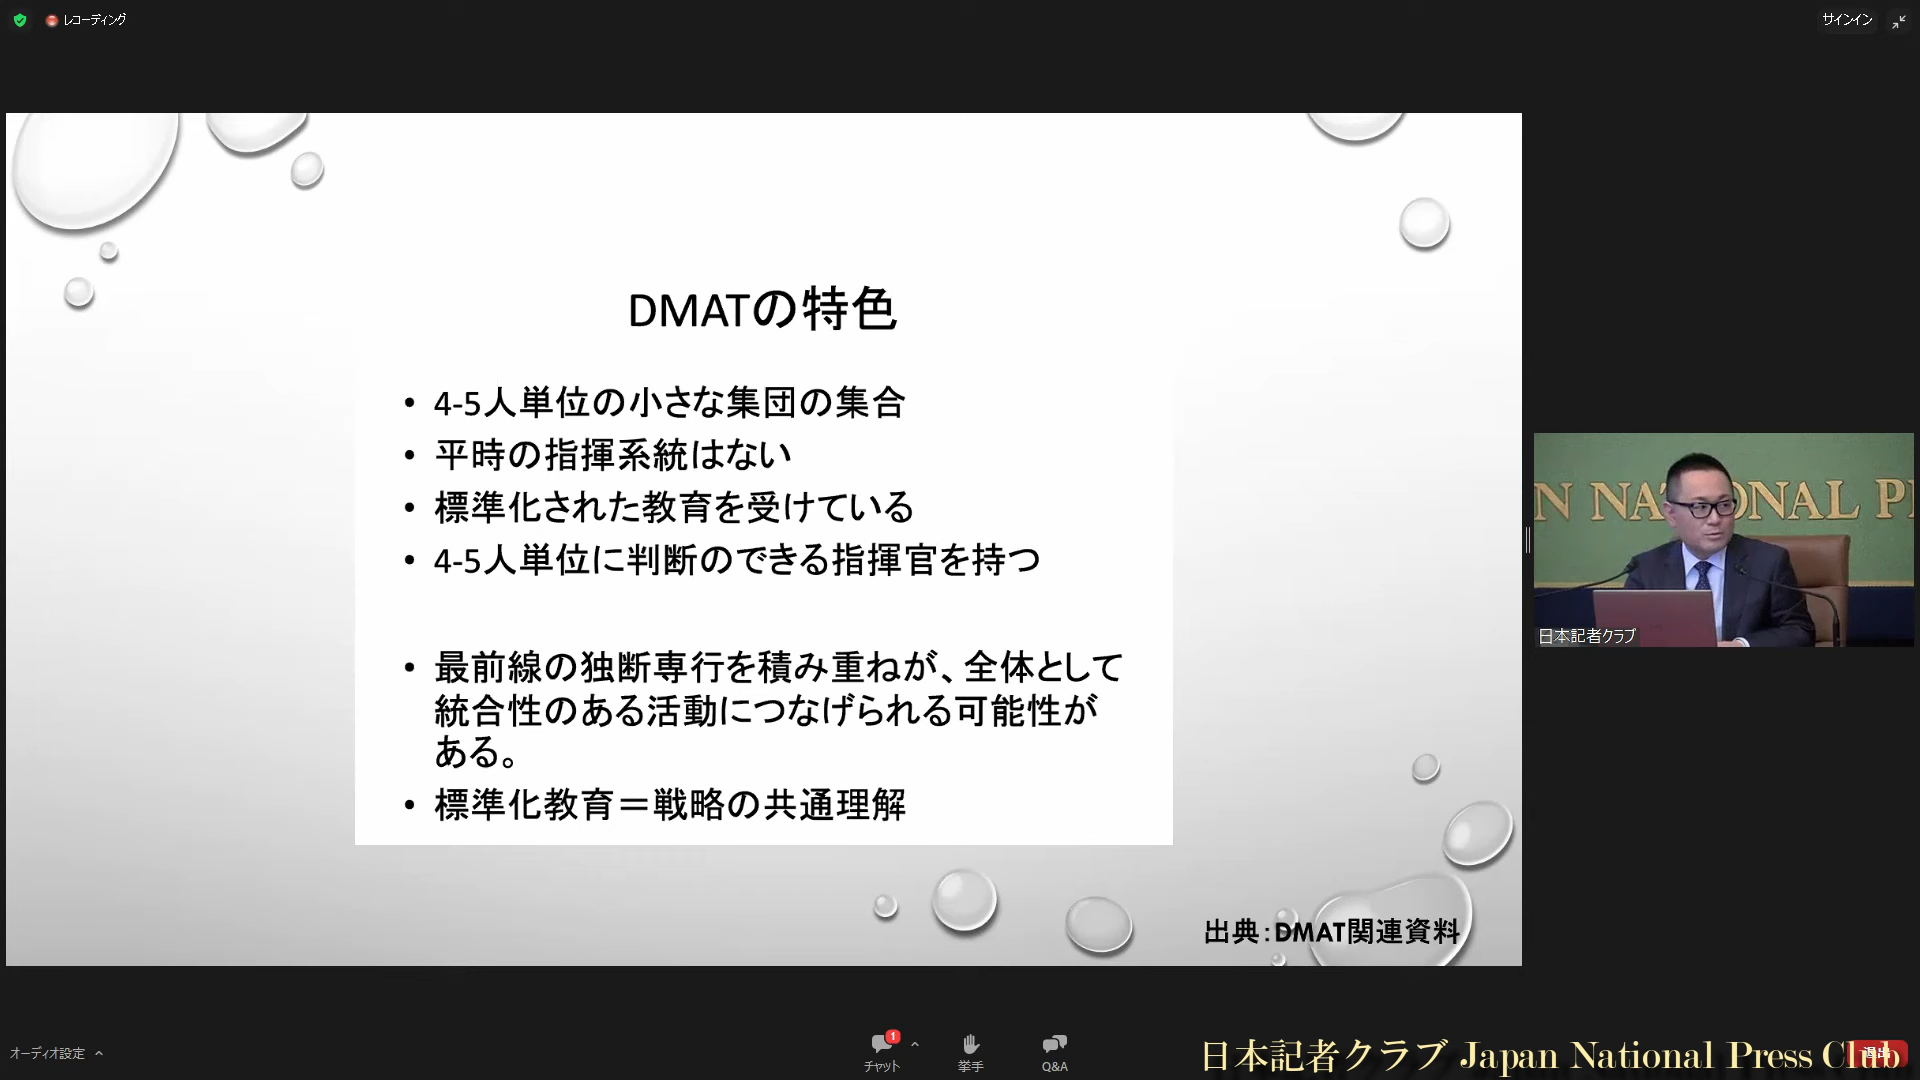 レコーディング
サインイン
DMATの特色
• 4-5人単位の小さな集団の集合
• 平時の指揮系統はない
• 標準化された教育を受けている
• 4-5人単位に判断のできる指揮官を持つ
• 最前線の独断専行を積み重ねが、全体として
統合性のある活動につなげられる可能性が
ある。
• 標準化教育＝戦略の共通理解
出典：DMAT関連資料
N NATIONAL P
日本記者クラブ
オーディオ設定
1
チャット
挙手
Q&A
日本記者クラブ Japan National Press Club
退出